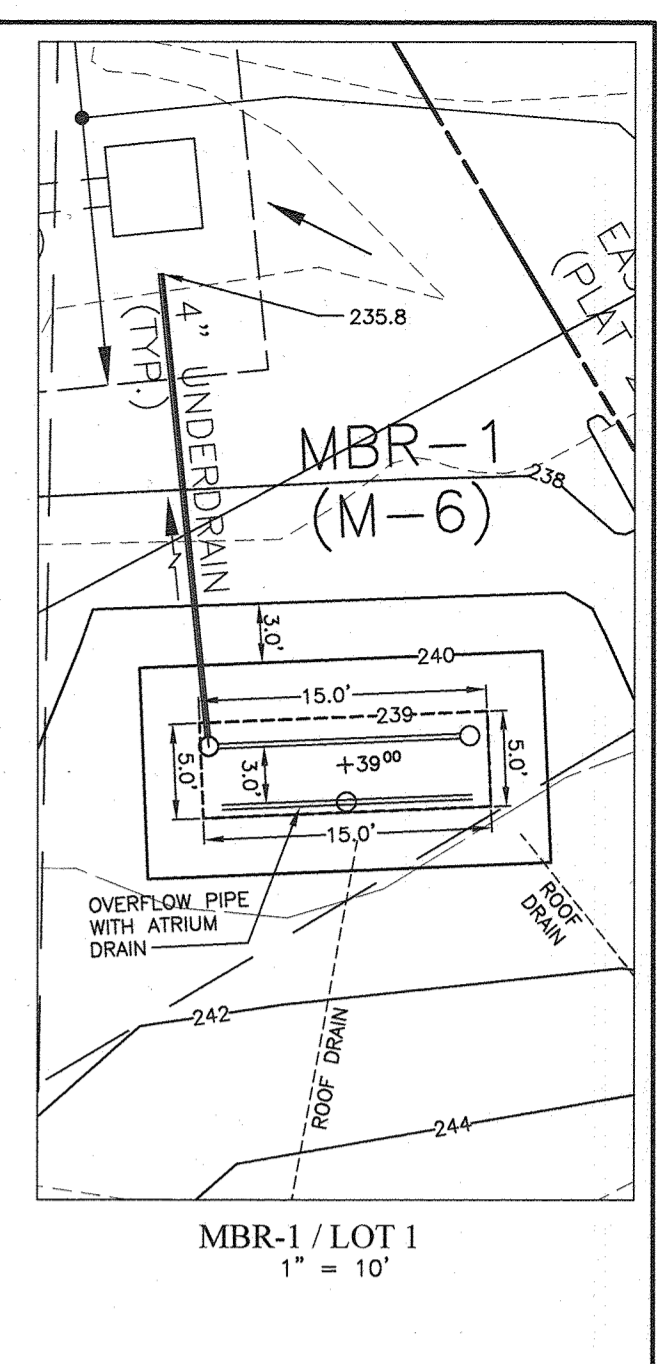 EAS
(PLAT
235.8
4" UNDERDRAIN
(TYP.)
MBR-1
(M-6)
238
3.0'
240
15.0'
239
5.0'
3.0'
+39⁰⁰
5.0'
15.0'
OVERFLOW PIPE
WITH ATRIUM
DRAIN
ROOF
DRAIN
242
ROOF DRAIN
244
MBR-1 / LOT 1
1" = 10'